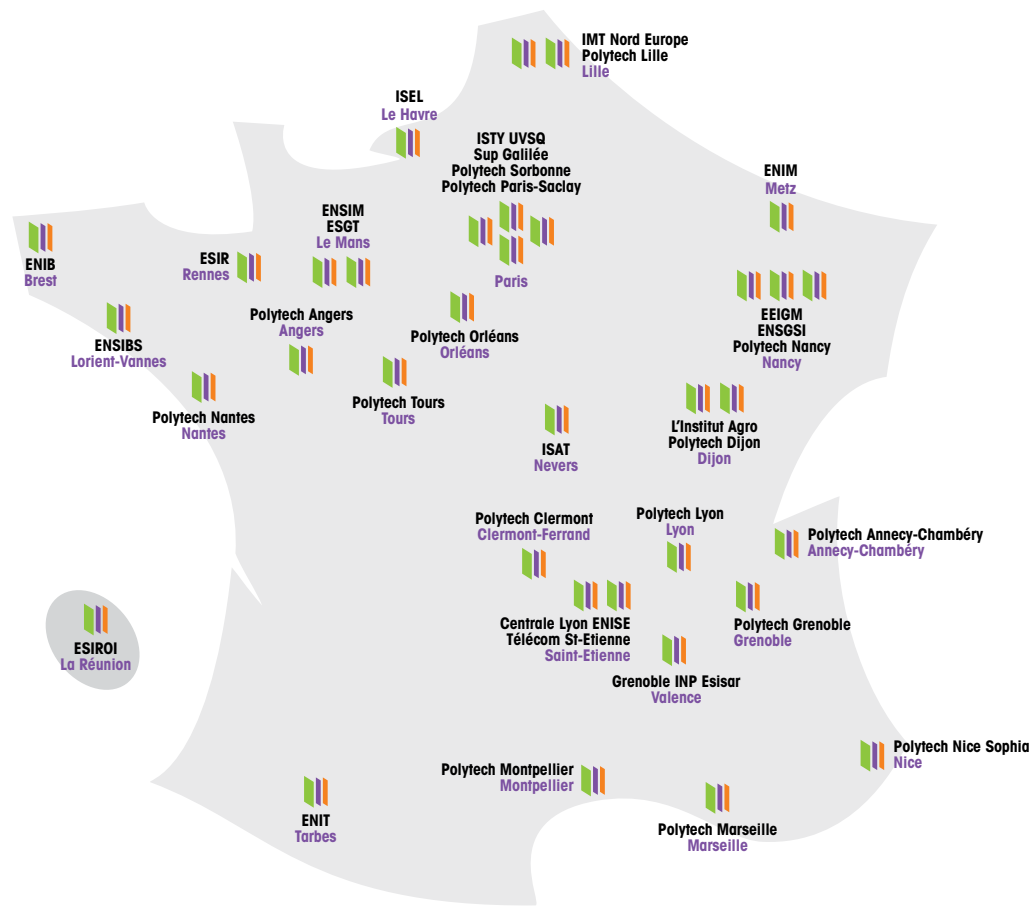 IMT Nord Europe
Polytech Lille
Lille
ISEL
Le Havre
ISTY UVSQ
Sup Galilée
Polytech Sorbonne
Polytech Paris-Saclay
Paris
ENIM
Metz
ENIB
Brest
ESIR
Rennes
ENSIM
ESGT
Le Mans
ENSIBS
Lorient-Vannes
Polytech Angers
Angers
Polytech Orléans
Orléans
EEIGM
ENSGSI
Polytech Nancy
Nancy
Polytech Nantes
Nantes
Polytech Tours
Tours
ISAT
Nevers
L'Institut Agro
Polytech Dijon
Dijon
Polytech Clermont
Clermont-Ferrand
Polytech Lyon
Lyon
Polytech Annecy-Chambéry
Annecy-Chambéry
ESIROI
La Réunion
Centrale Lyon ENISE
Télécom St-Etienne
Saint-Etienne
Polytech Grenoble
Grenoble
Grenoble INP Esisar
Valence
Polytech Nice Sophia
Nice
Polytech Montpellier
Montpellier
ENIT
Tarbes
Polytech Marseille
Marseille